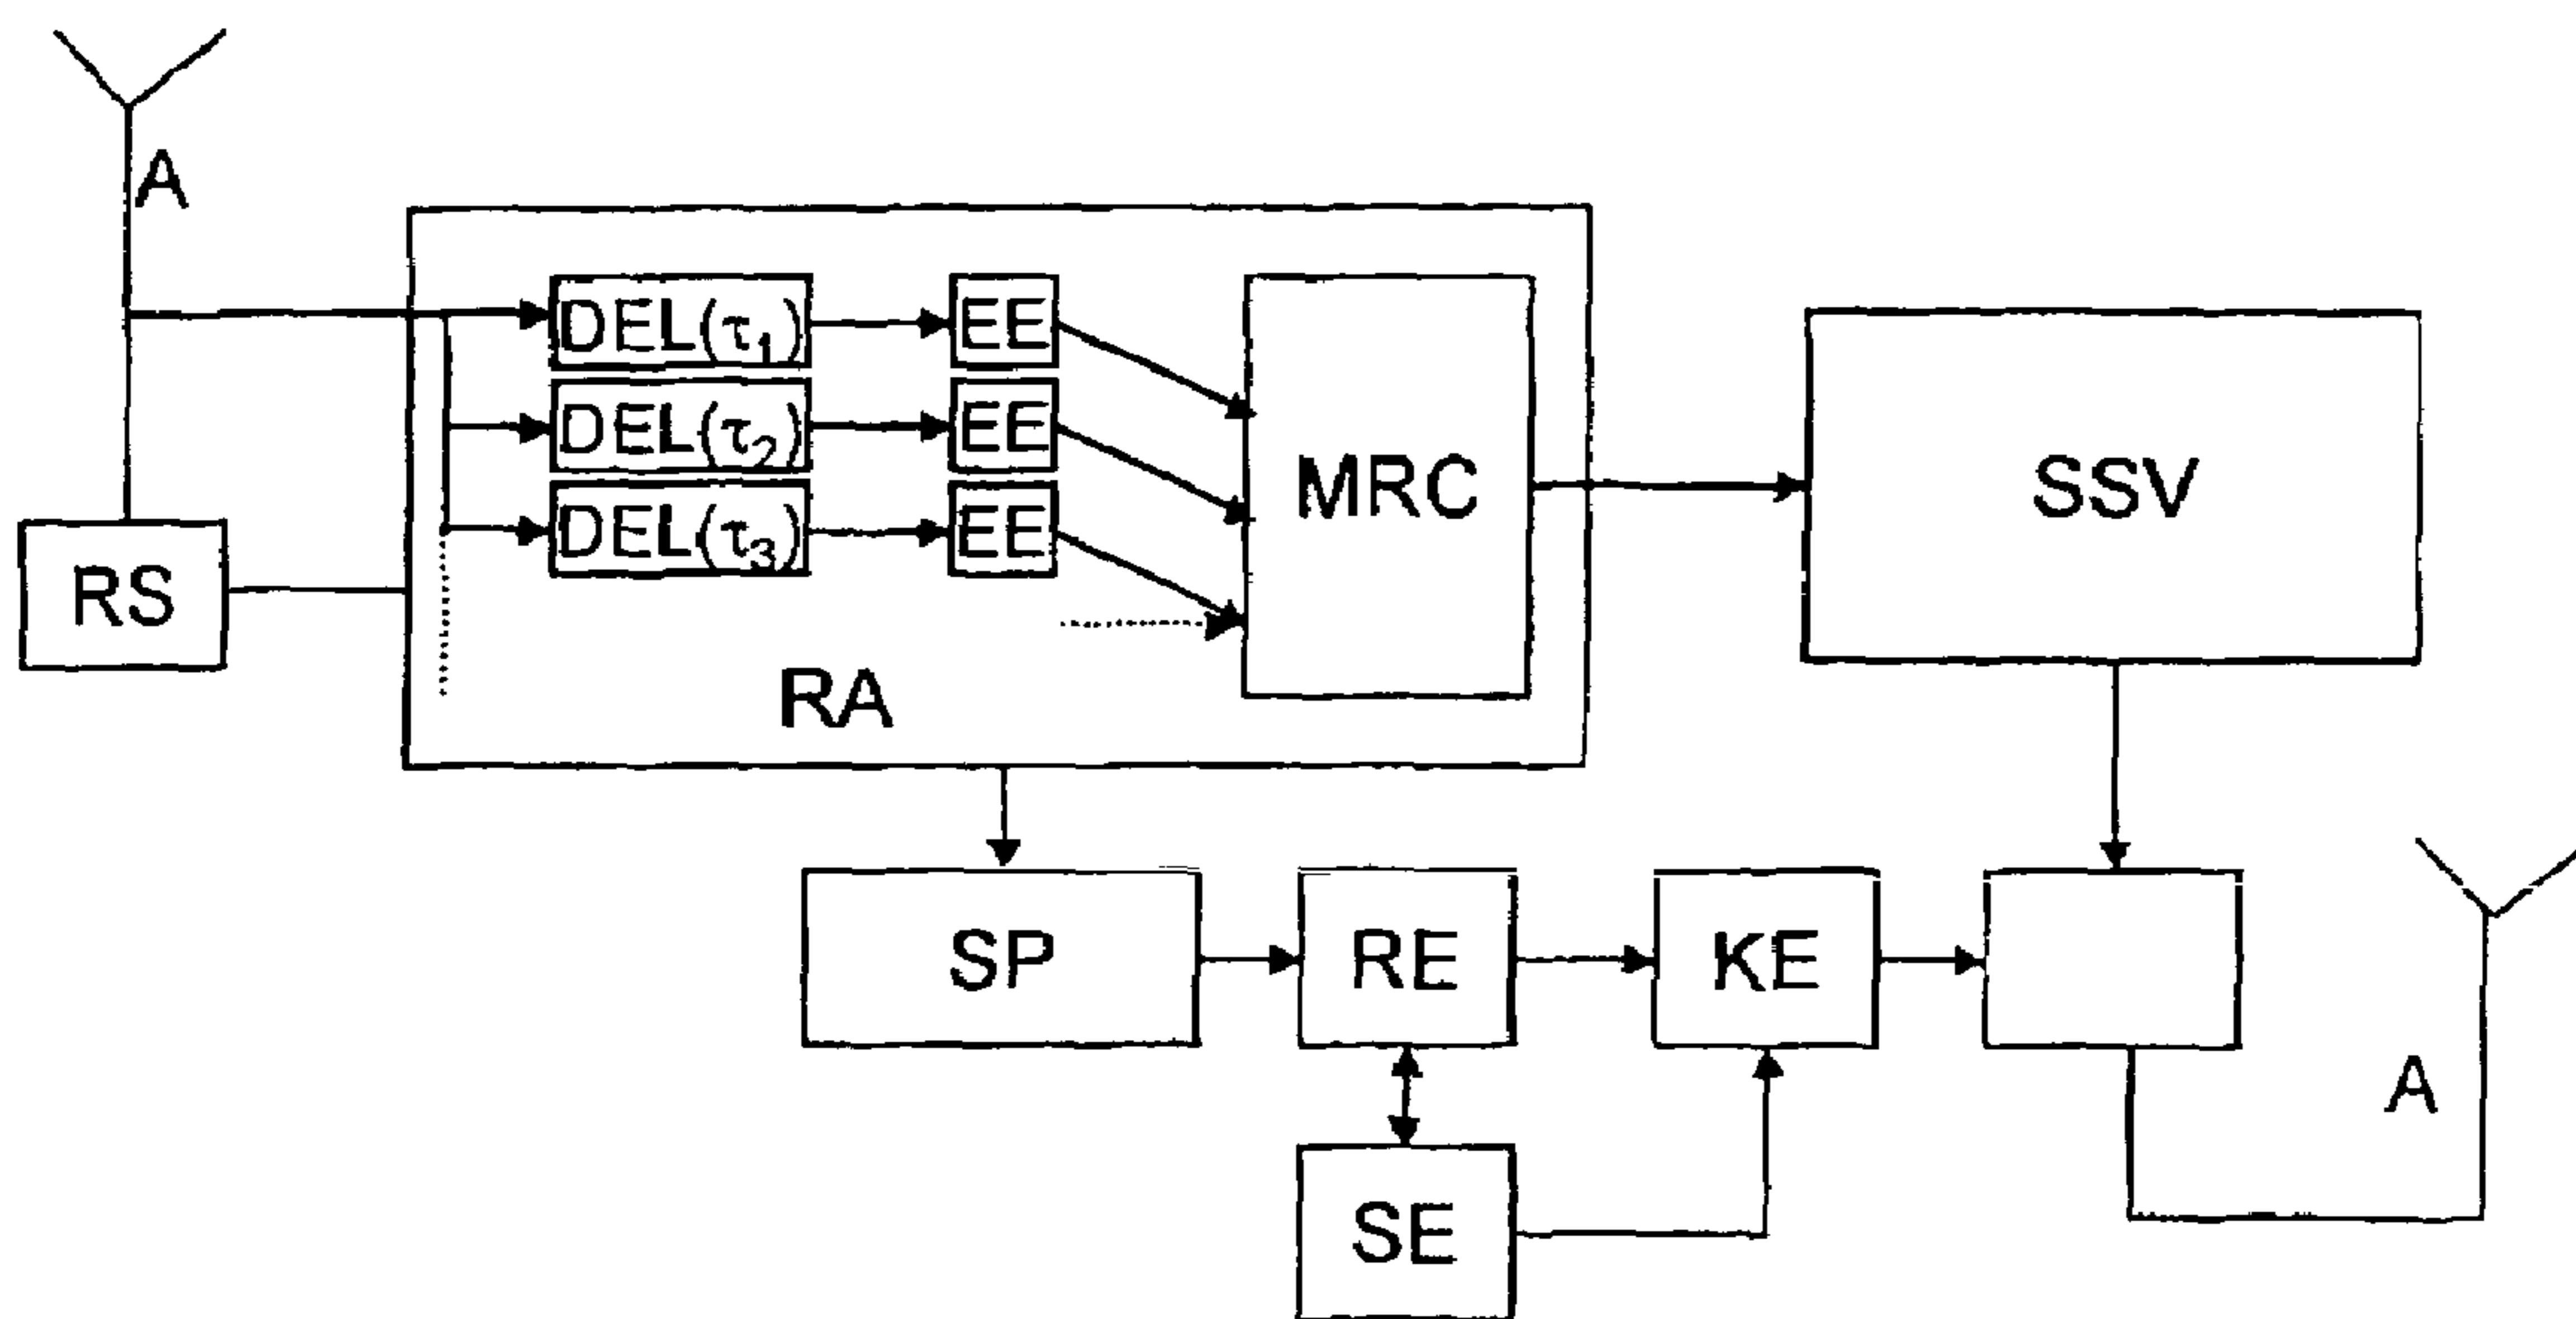 A
DEL(τ₁) EE
DEL(τ₂) EE
DEL(τ₃) EE
MRC
SSV
RS
RA
SP RE KE
A
SE